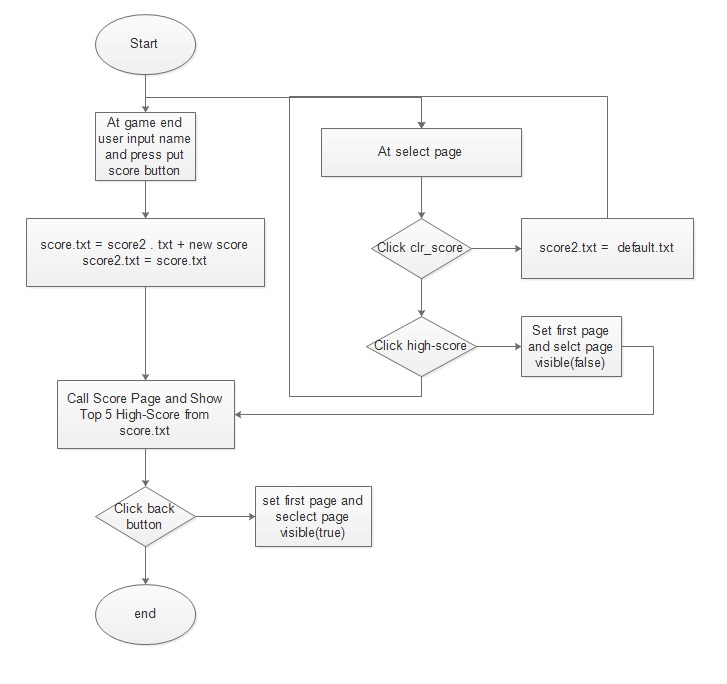 Start
At game end
user input name
and press put
score button
At select page
score.txt = score2 . txt + new score
score2.txt = score.txt
Click clr_score
score2.txt =  default.txt
Click high-score
Set first page
and selct page
visible(false)
Call Score Page and Show
Top 5 High-Score from
score.txt
Click back
button
set first page and
seclect page
visible(true)
end